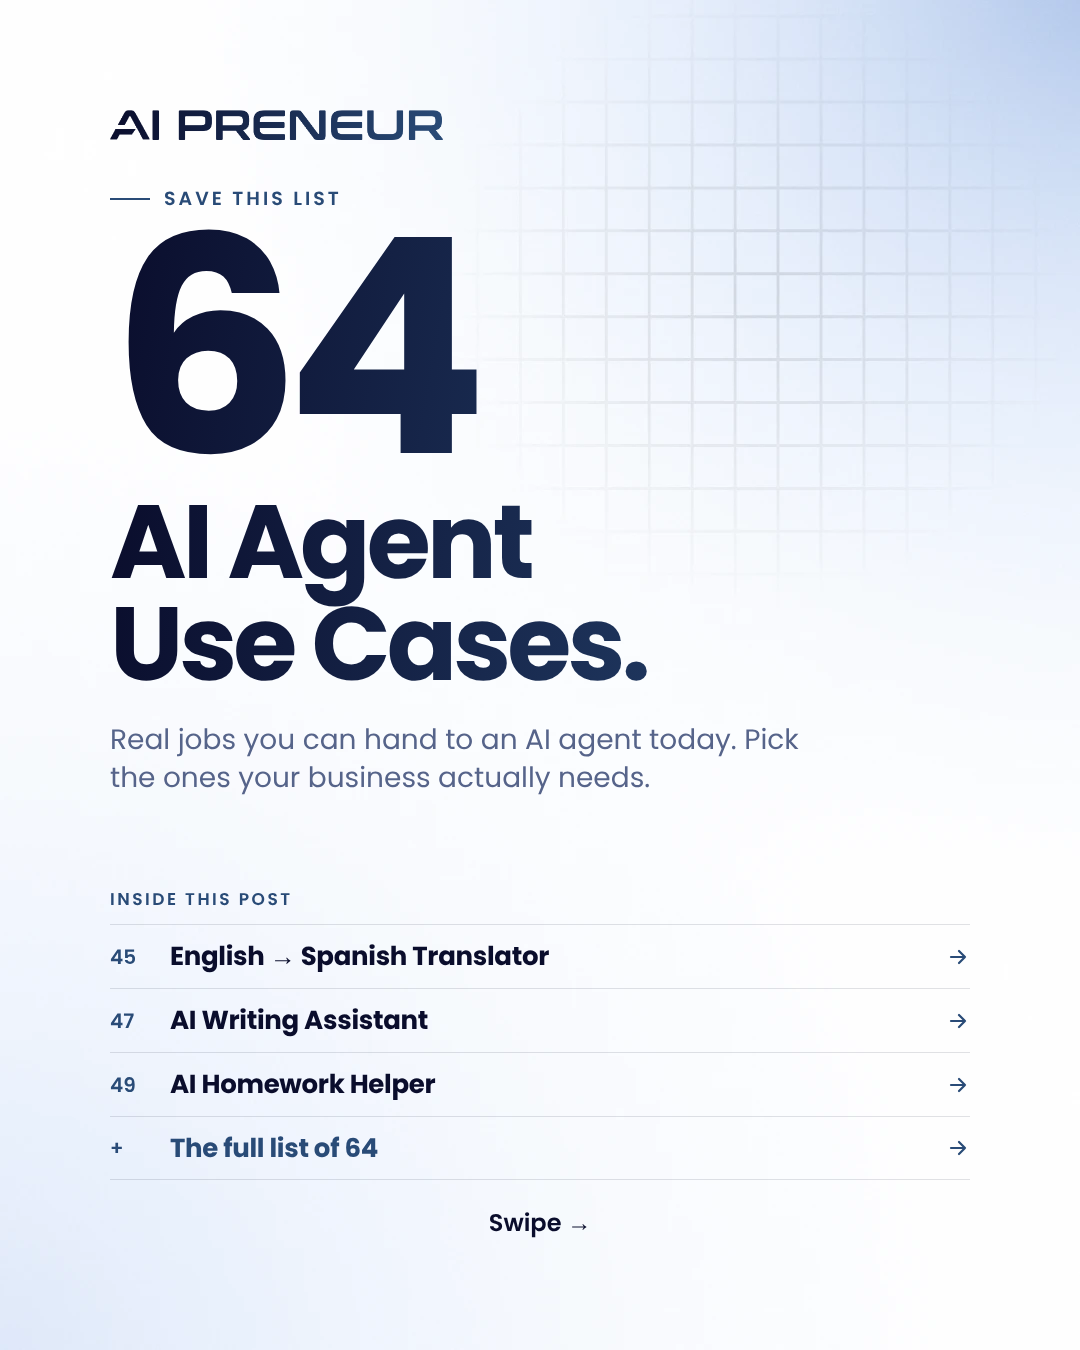 AI PRENEUR
SAVE THIS LIST
64
AI Agent
Use Cases.
Real jobs you can hand to an AI agent today. Pick
the ones your business actually needs.
INSIDE THIS POST
45 English → Spanish Translator →
47 AI Writing Assistant →
49 AI Homework Helper →
+ The full list of 64 →
Swipe →